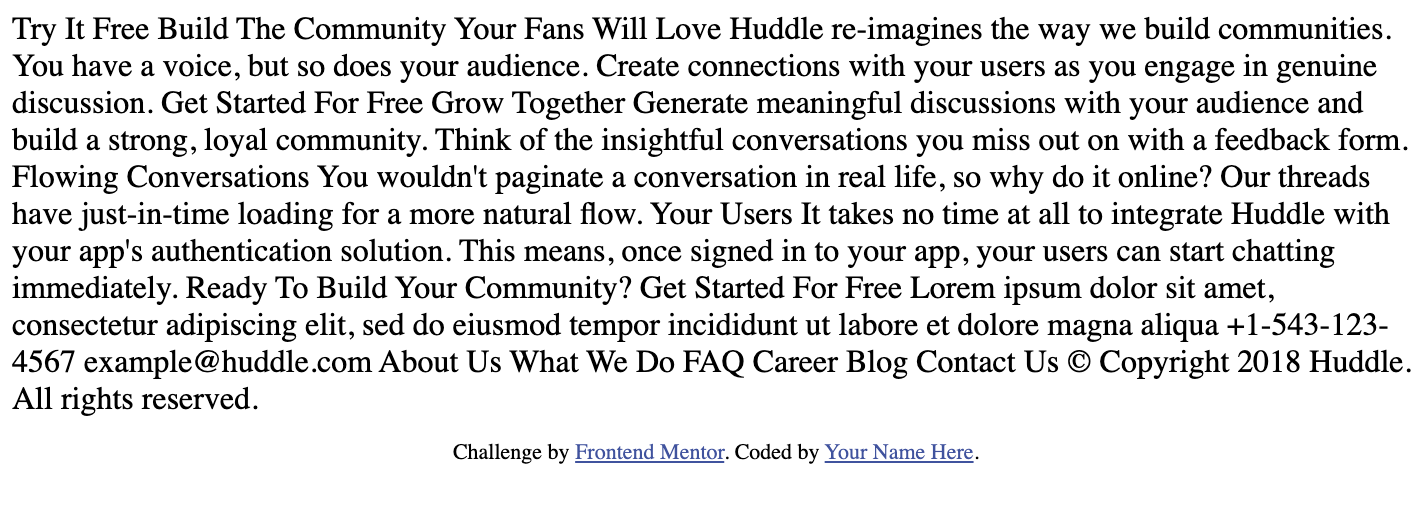 Try It Free Build The Community Your Fans Will Love Huddle re-imagines the way we build communities.
You have a voice, but so does your audience. Create connections with your users as you engage in genuine
discussion. Get Started For Free Grow Together Generate meaningful discussions with your audience and
build a strong, loyal community. Think of the insightful conversations you miss out on with a feedback form.
Flowing Conversations You wouldn't paginate a conversation in real life, so why do it online? Our threads
have just-in-time loading for a more natural flow. Your Users It takes no time at all to integrate Huddle with
your app's authentication solution. This means, once signed in to your app, your users can start chatting
immediately. Ready To Build Your Community? Get Started For Free Lorem ipsum dolor sit amet,
consectetur adipiscing elit, sed do eiusmod tempor incididunt ut labore et dolore magna aliqua +1-543-123-
4567 example@huddle.com About Us What We Do FAQ Career Blog Contact Us © Copyright 2018 Huddle.
All rights reserved.
Challenge by Frontend Mentor. Coded by Your Name Here.